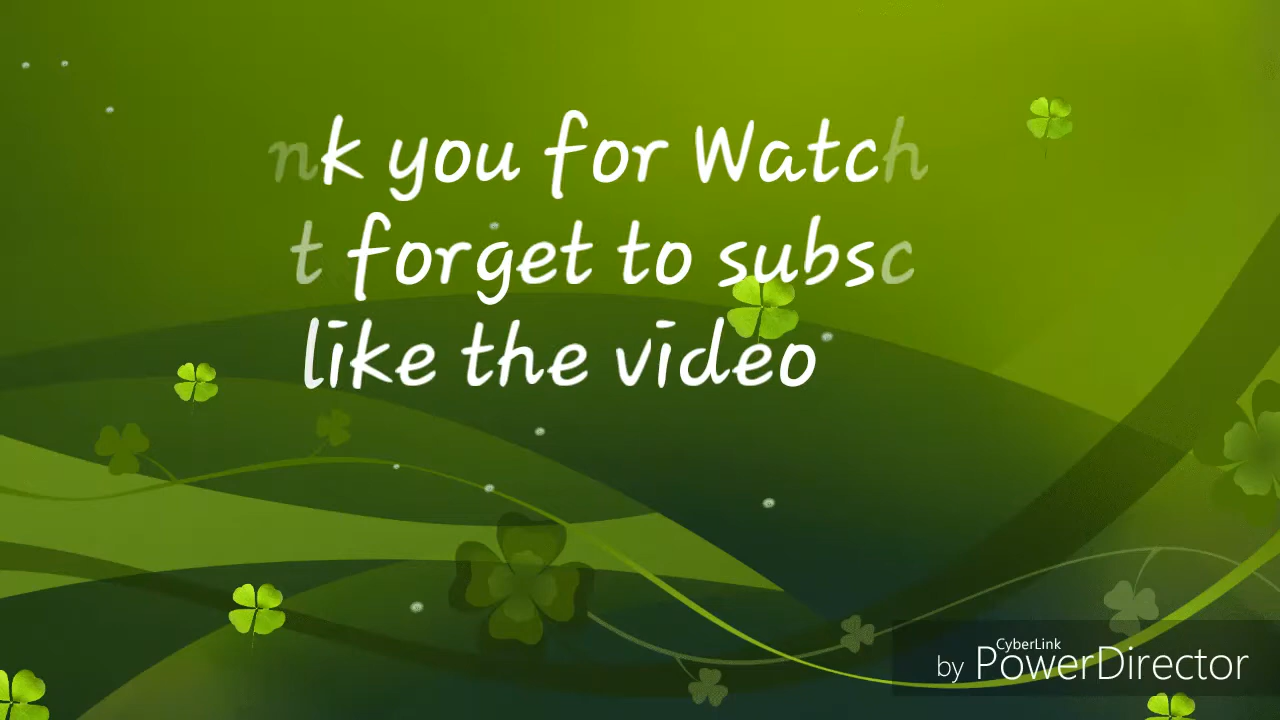 nk you for Watch
t forget to subsc
like the video
CyberLink
by PowerDirector